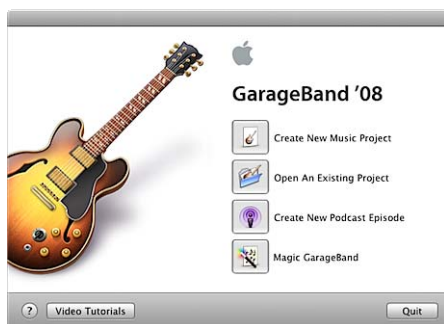 GarageBand '08
Create New Music Project
Open An Existing Project
Create New Podcast Episode
Magic GarageBand
? Video Tutorials Quit